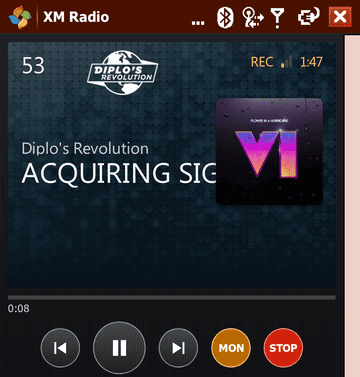 XM Radio ...
53
DIPLO'S
REVOLUTION
REC 1:47
FLOWER IN A HURRICANE
VI
Diplo's Revolution
ACQUIRING SIG
0:08
MON
STOP